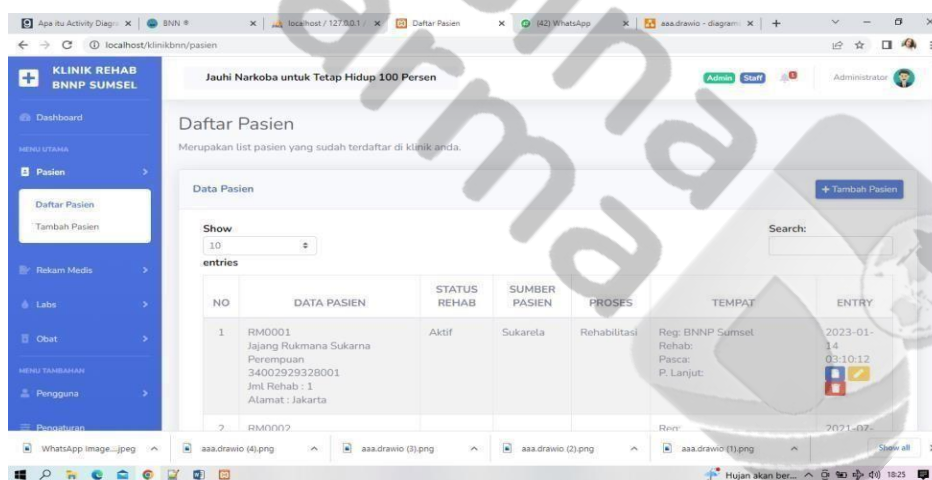 Apa itu Activity Diagr
BNN
localhost / 127.0.0.1 /
Daftar Pasien
(42) WhatsApp
aaa.drawio - diagram
localhost/klinikbnn/pasien
KLINIK REHAB
BNNP SUMSEL
Jauhi Narkoba untuk Tetap Hidup 100 Persen
Admin Staff
Administrator
Dashboard
MENU UTAMA
Pasien
Daftar Pasien
Tambah Pasien
Rekam Medis
Labs
Obat
MENU TAMBAHAN
Pengguna
Pengaturan
Daftar Pasien
Merupakan list pasien yang sudah terdaftar di klinik anda.
Data Pasien
+ Tambah Pasien
Show
10
entries
Search:
NO DATA PASIEN STATUS REHAB SUMBER PASIEN PROSES TEMPAT ENTRY
1 RM0001 Aktif Sukarela Rehabilitasi Reg: BNNP Sumsel 2023-01-
Jajang Rukmana Sukarna Rehab: 14
Perempuan Pasca: 03:10:12
34002929328001 P. Lanjut:
Jml Rehab : 1
Alamat : Jakarta
2 RM0002 Reg: 2021-07-
WhatsApp Image....jpeg
aaa.drawio (4).png
aaa.drawio (3).png
aaa.drawio (2).png
aaa.drawio (1).png
Show all
Hujan akan ber...
18:25